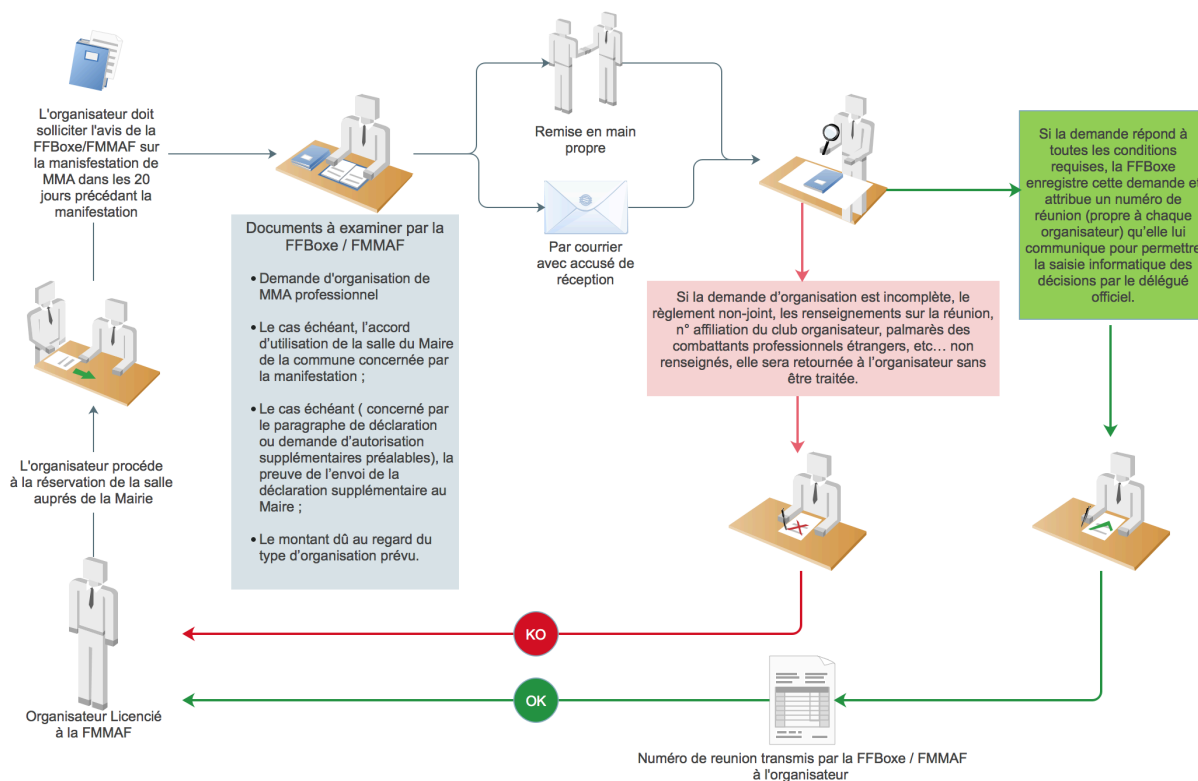 L'organisateur doit
solliciter l'avis de la
FFBoxe/FMMAF sur
la manisfestation de
MMA dans les 20
jours précédant la
manifestation
Remise en main
propre
Par courrier
avec accusé de
réception
Documents à examiner par la
FFBoxe / FMMAF
• Demande d'organisation de
MMA professionnel
• Le cas échéant, l'accord
d'utilisation de la salle du Maire
de la commune concernée par
la manifestation ;
• Le cas échéant ( concerné par
le paragraphe de déclaration
ou demande d'autorisation
supplémentaires préalables), la
preuve de l'envoi de la
déclaration supplémentaire au
Maire ;
• Le montant dû au regard du
type d'organisation prévu.
Si la demande répond à
toutes les conditions
requises, la FFBoxe
enregistre cette demande et
attribue un numéro de
réunion (propre à chaque
organisateur) qu'elle lui
communique pour permettre
la saisie informatique des
décisions par le délégué
officiel.
Si la demande d'organisation est incomplète, le
règlement non-joint, les renseignements sur la réunion,
n° affiliation du club organisateur, palmarès des
combattants professionnels étrangers, etc… non
renseignés, elle sera retournée à l'organisateur sans
être traitée.
L'organisateur procéde
à la réservation de la salle
auprés de la Mairie
KO
OK
Organisateur Licencié
à la FMMAF
Numéro de reunion transmis par la FFBoxe / FMMAF
à l'organisateur